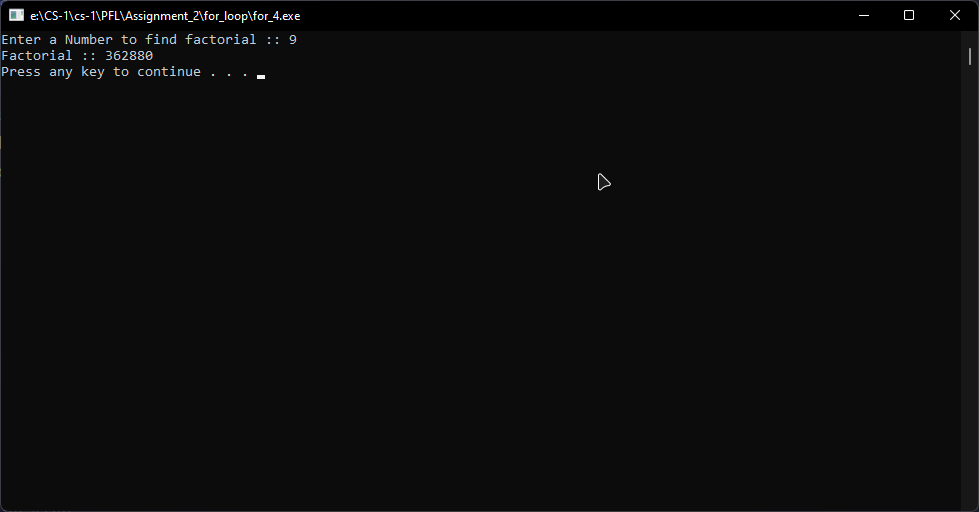 e:\CS-1\cs-1\PFL\Assignment_2\for_loop\for_4.exe
Enter a Number to find factorial :: 9
Factorial :: 362880
Press any key to continue . . .